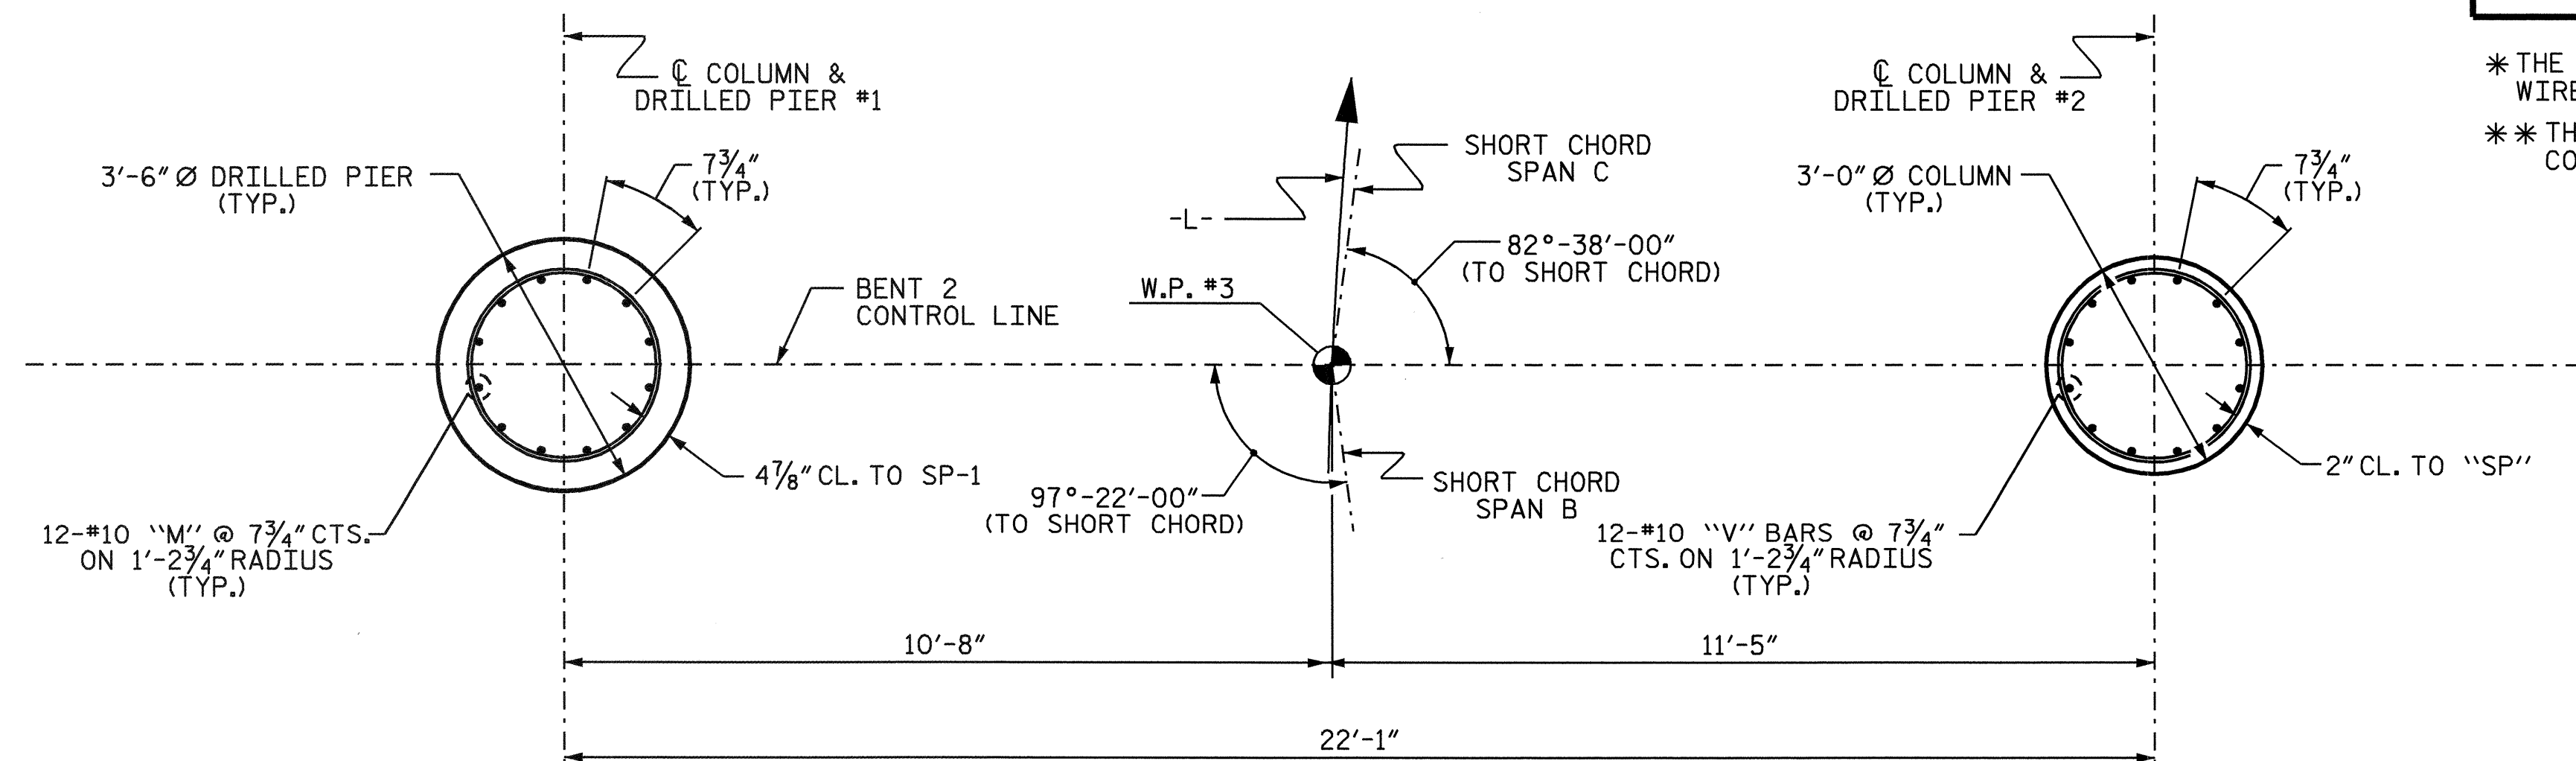 ℄ COLUMN &
DRILLED PIER #1
3'-6"Ø DRILLED PIER
(TYP.)
7¾"
(TYP.)
BENT 2
CONTROL LINE
W.P. #3
-L-
SHORT CHORD
SPAN C
82°-38'-00"
(TO SHORT CHORD)
℄ COLUMN &
DRILLED PIER #2
3'-0"Ø COLUMN
(TYP.)
7¾"
(TYP.)
* THE
** TH
12-#10 "M" @ 7¾" CTS.
ON 1'-2¾" RADIUS
(TYP.)
4⅞" CL. TO SP-1
97°-22'-00"
(TO SHORT CHORD)
SHORT CHORD
SPAN B
12-#10 "V" BARS @ 7¾"
CTS. ON 1'-2¾" RADIUS
(TYP.)
2" CL. TO "SP"
10'-8"
11'-5"
22'-1"